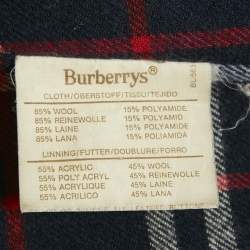 Burberrys®
CLOTH/OBERSTOFF/TISSU/TEJIDO
85% WOOL 15% POLYAMIDE
85% REINEWOLLE 15% POLYAMIDE
85% LAINE 15% POLYAMIDE
85% LANA 15% POLIAMIDA
LINNING/FUTTER/DOUBLURE/FORRO
55% ACRYLIC 45% WOOL
55% POLY ACRYL 45% REINEWOLLE
55% ACRYLIQUE 45% LAINE
55% ACRILICO 45% LANA